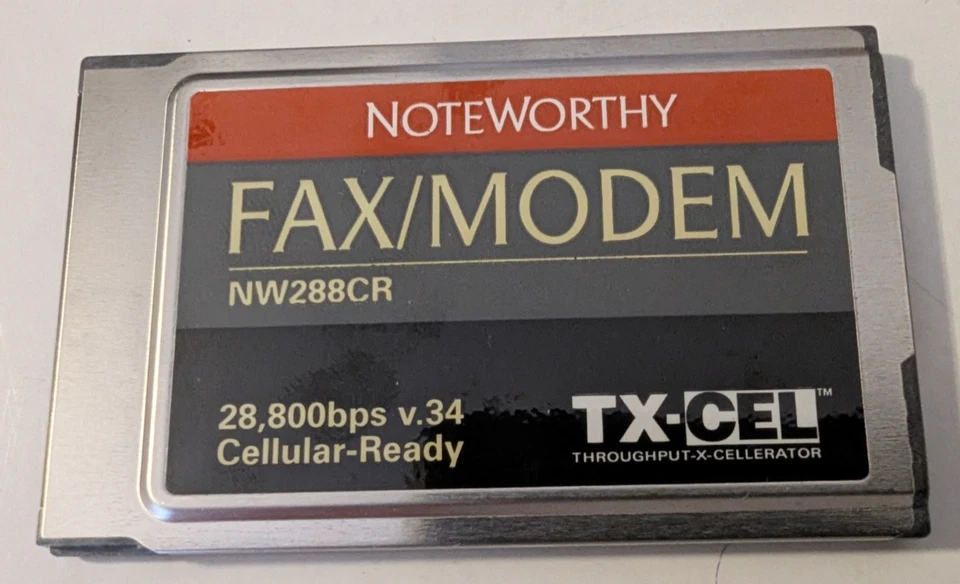 NOTEWORTHY
FAX/MODEM
NW288CR
28,800bps v.34
Cellular-Ready
TX-CEL™
THROUGHPUT-X-CELLERATOR